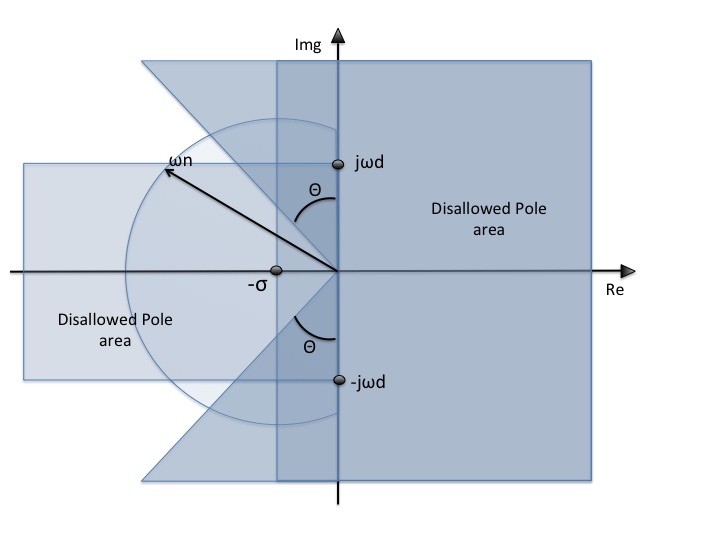 Img
ωn
jωd
Θ
Disallowed Pole
area
-σ
Re
Disallowed Pole
area
Θ
-jωd